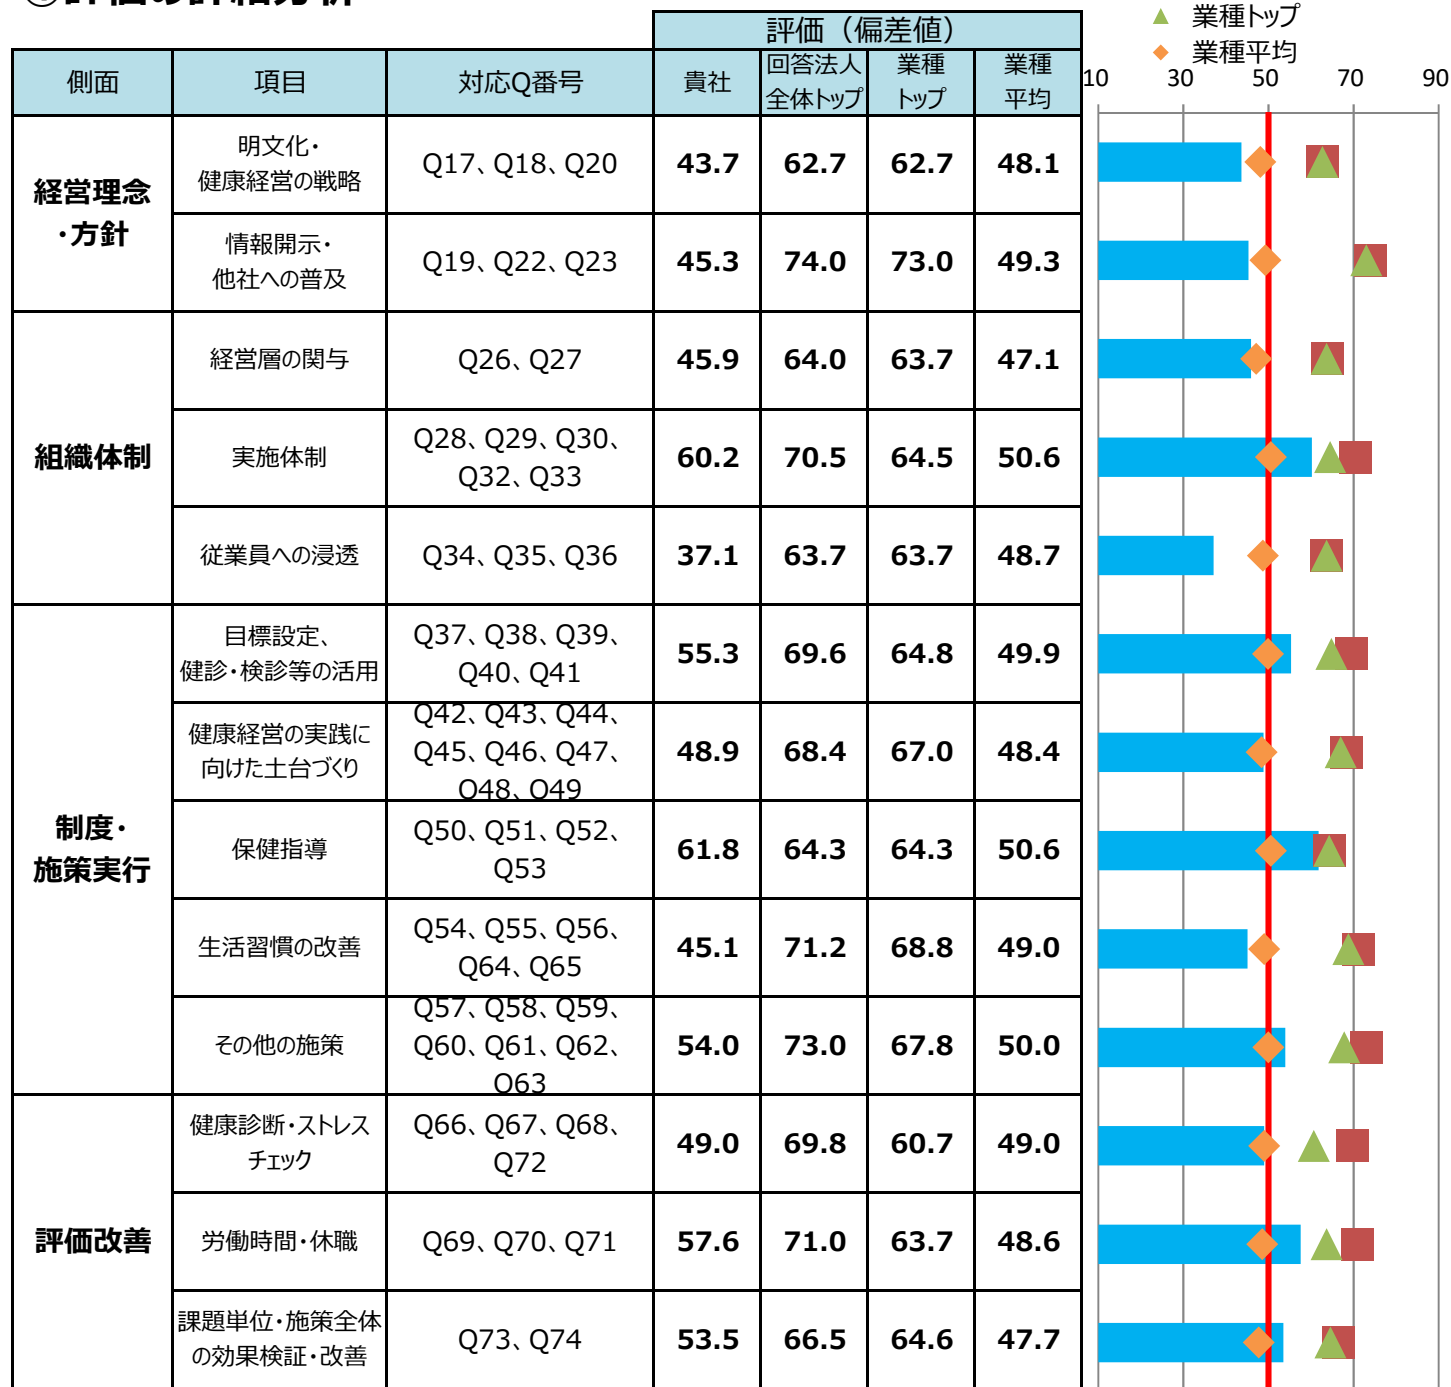 ▲ 業種トップ
◆ 業種平均
評価（偏差値）
側面 項目 対応Q番号 貴社 回答法人 業種 業種
全体トップ トップ 平均
10 30 50 70 90
経営理念
・方針
明文化・
健康経営の戦略
Q17、Q18、Q20 43.7 62.7 62.7 48.1
情報開示・
他社への普及
Q19、Q22、Q23 45.3 74.0 73.0 49.3
組織体制
経営層の関与 Q26、Q27 45.9 64.0 63.7 47.1
実施体制
Q28、Q29、Q30、
Q32、Q33
60.2 70.5 64.5 50.6
従業員への浸透 Q34、Q35、Q36 37.1 63.7 63.7 48.7
制度・
施策実行
目標設定、
健診・検診等の活用
Q37、Q38、Q39、
Q40、Q41
55.3 69.6 64.8 49.9
健康経営の実践に
向けた土台づくり
Q42、Q43、Q44、
Q45、Q46、Q47、
Q48、Q49
48.9 68.4 67.0 48.4
保健指導
Q50、Q51、Q52、
Q53
61.8 64.3 64.3 50.6
生活習慣の改善
Q54、Q55、Q56、
Q64、Q65
45.1 71.2 68.8 49.0
その他の施策
Q57、Q58、Q59、
Q60、Q61、Q62、
Q63
54.0 73.0 67.8 50.0
評価改善
健康診断・ストレス
チェック
Q66、Q67、Q68、
Q72
49.0 69.8 60.7 49.0
労働時間・休職 Q69、Q70、Q71 57.6 71.0 63.7 48.6
課題単位・施策全体
の効果検証・改善
Q73、Q74 53.5 66.5 64.6 47.7